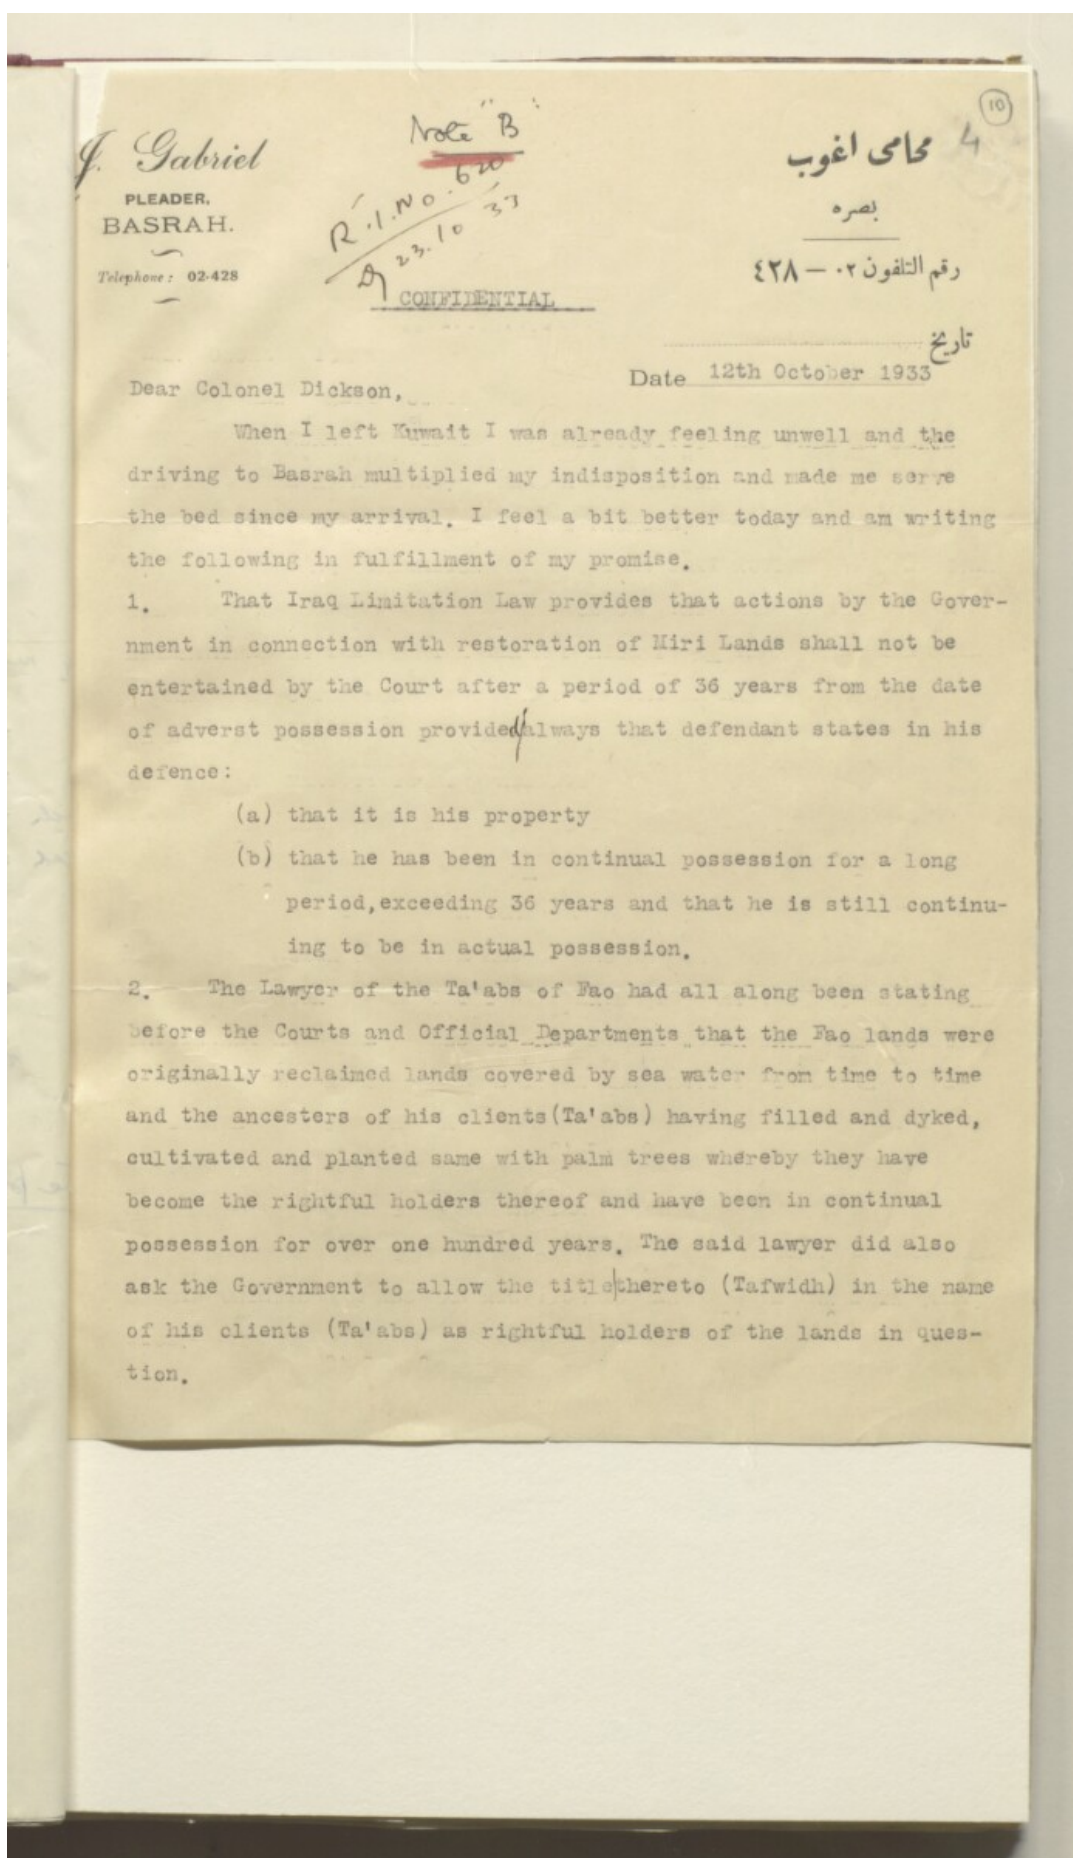 10
4
Note "B"
J. Gabriel
PLEADER,
BASRAH.
Telephone: 02-428
R.I. No. 620
23.10 33
محامي اغوب
بصره
رقم التلفون ٠٢ — ٤٢٨
CONFIDENTIAL
تاريخ
Date 12th October 1933
Dear Colonel Dickson,
When I left Kuwait I was already feeling unwell and the
driving to Basrah multiplied my indisposition and made me serve
the bed since my arrival. I feel a bit better today and am writing
the following in fulfillment of my promise.
1. That Iraq Limitation Law provides that actions by the Gover-
nment in connection with restoration of Miri Lands shall not be
entertained by the Court after a period of 36 years from the date
of adverst possession provided/always that defendant states in his
defence:
(a) that it is his property
(b) that he has been in continual possession for a long
period,exceeding 36 years and that he is still continu-
ing to be in actual possession.
2. The Lawyer of the Ta'abs of Fao had all along been stating
before the Courts and Official Departments that the Fao lands were
originally reclaimed lands covered by sea water from time to time
and the ancesters of his clients(Ta'abs) having filled and dyked,
cultivated and planted same with palm trees whereby they have
become the rightful holders thereof and have been in continual
possession for over one hundred years. The said lawyer did also
ask the Government to allow the title|thereto (Tafwidh) in the name
of his clients (Ta'abs) as rightful holders of the lands in ques-
tion.